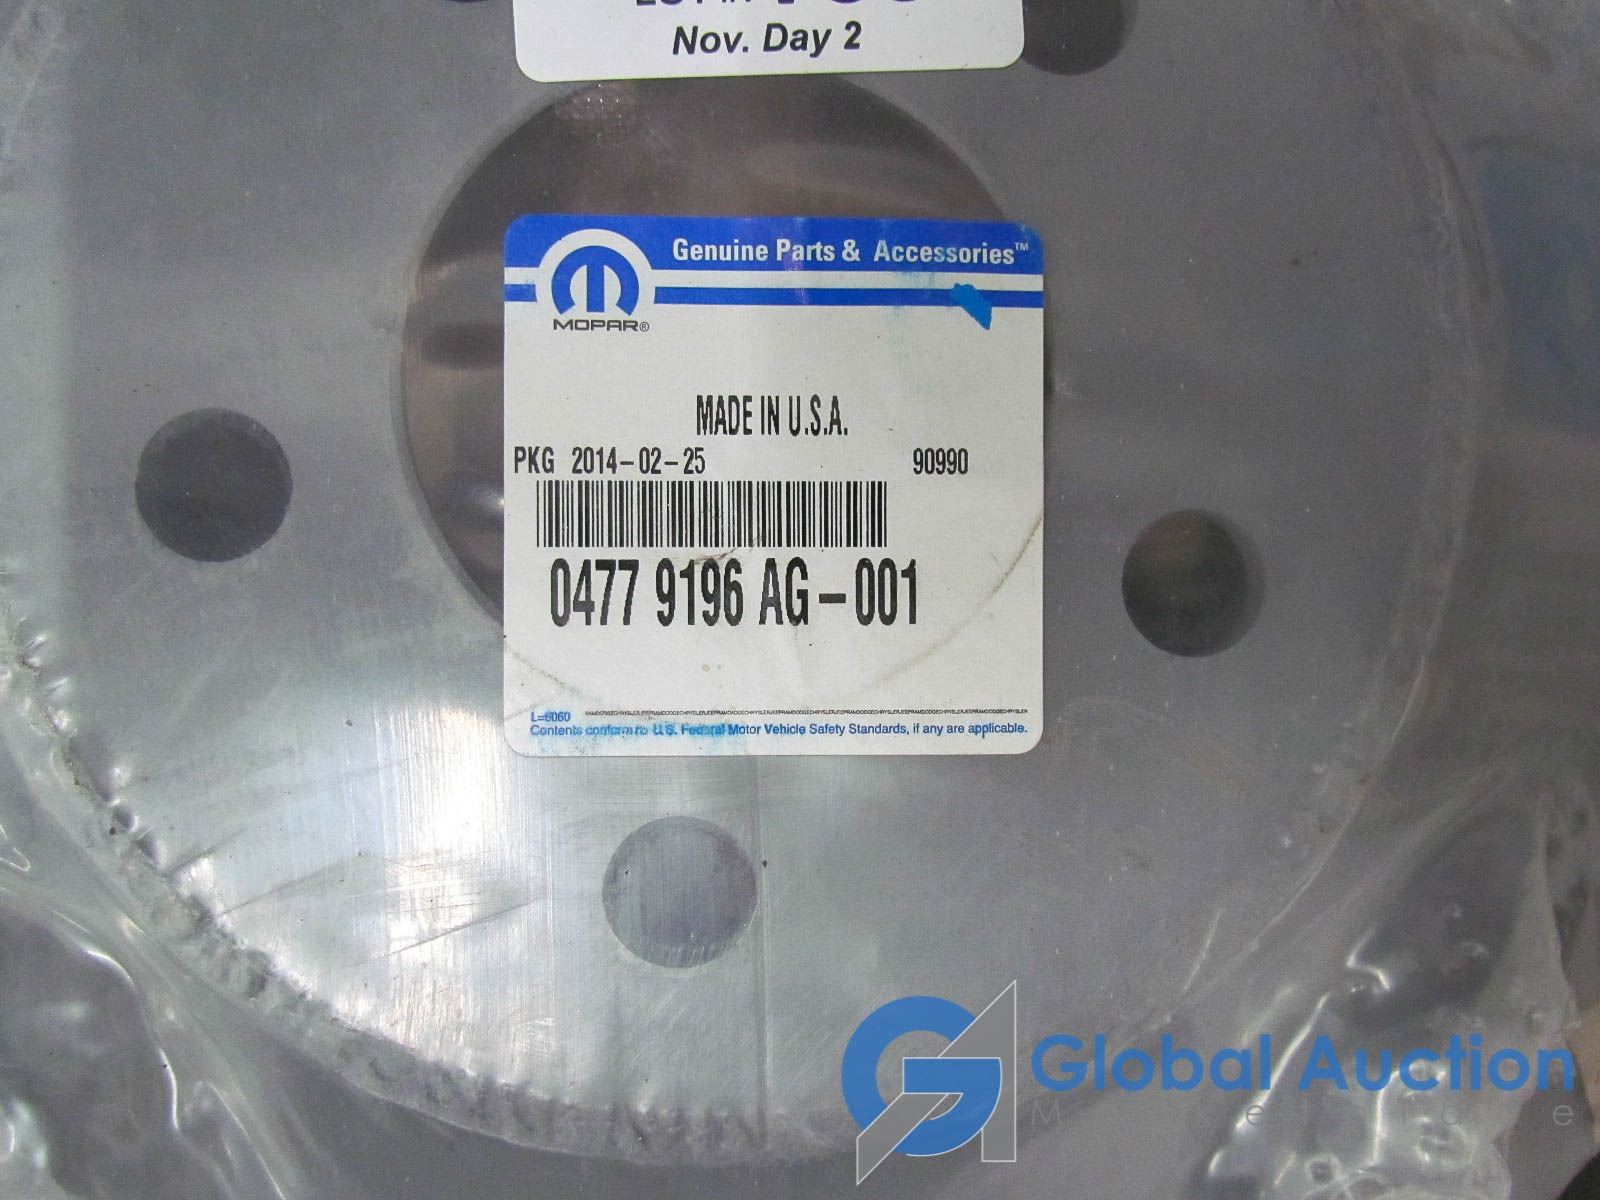 Nov. Day 2
Genuine Parts & Accessories™
MOPAR®
MADE IN U.S.A.
PKG 2014-02-25 90990
0477 9196 AG-001
L=6060
Contents conform to U.S. Federal Motor Vehicle Safety Standards, if any are applicable.
Global Auction